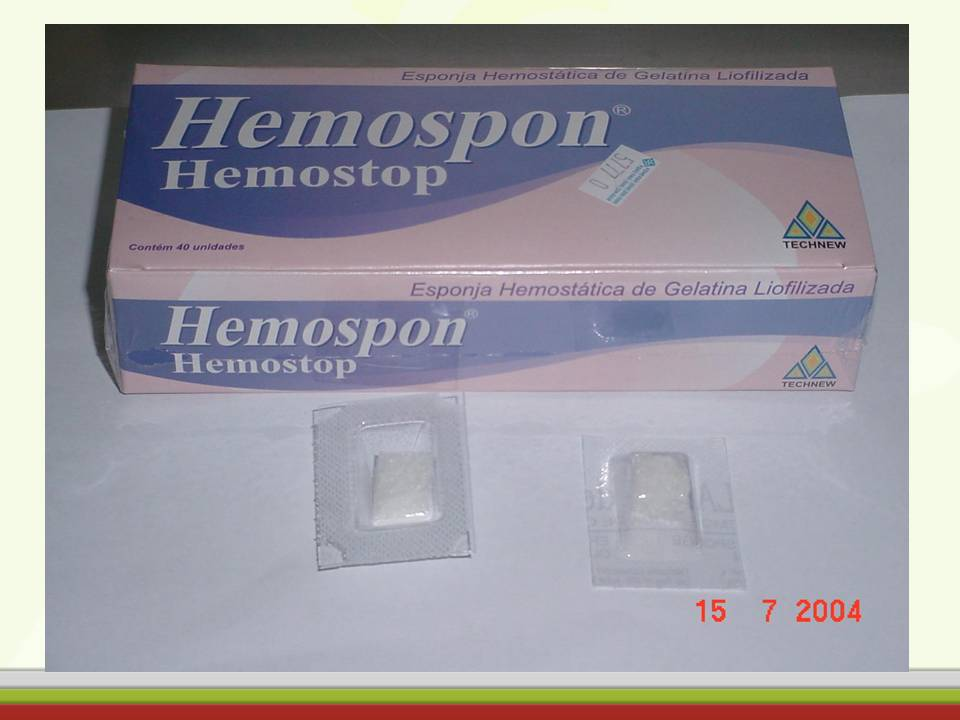 Esponja Hemostática de Gelatina Liofilizada
Hemospon®
Hemostop
57770
TECHNEW
Contém 40 unidades
Esponja Hemostática de Gelatina Liofilizada
Hemospon®
Hemostop
TECHNEW
15 7 2004